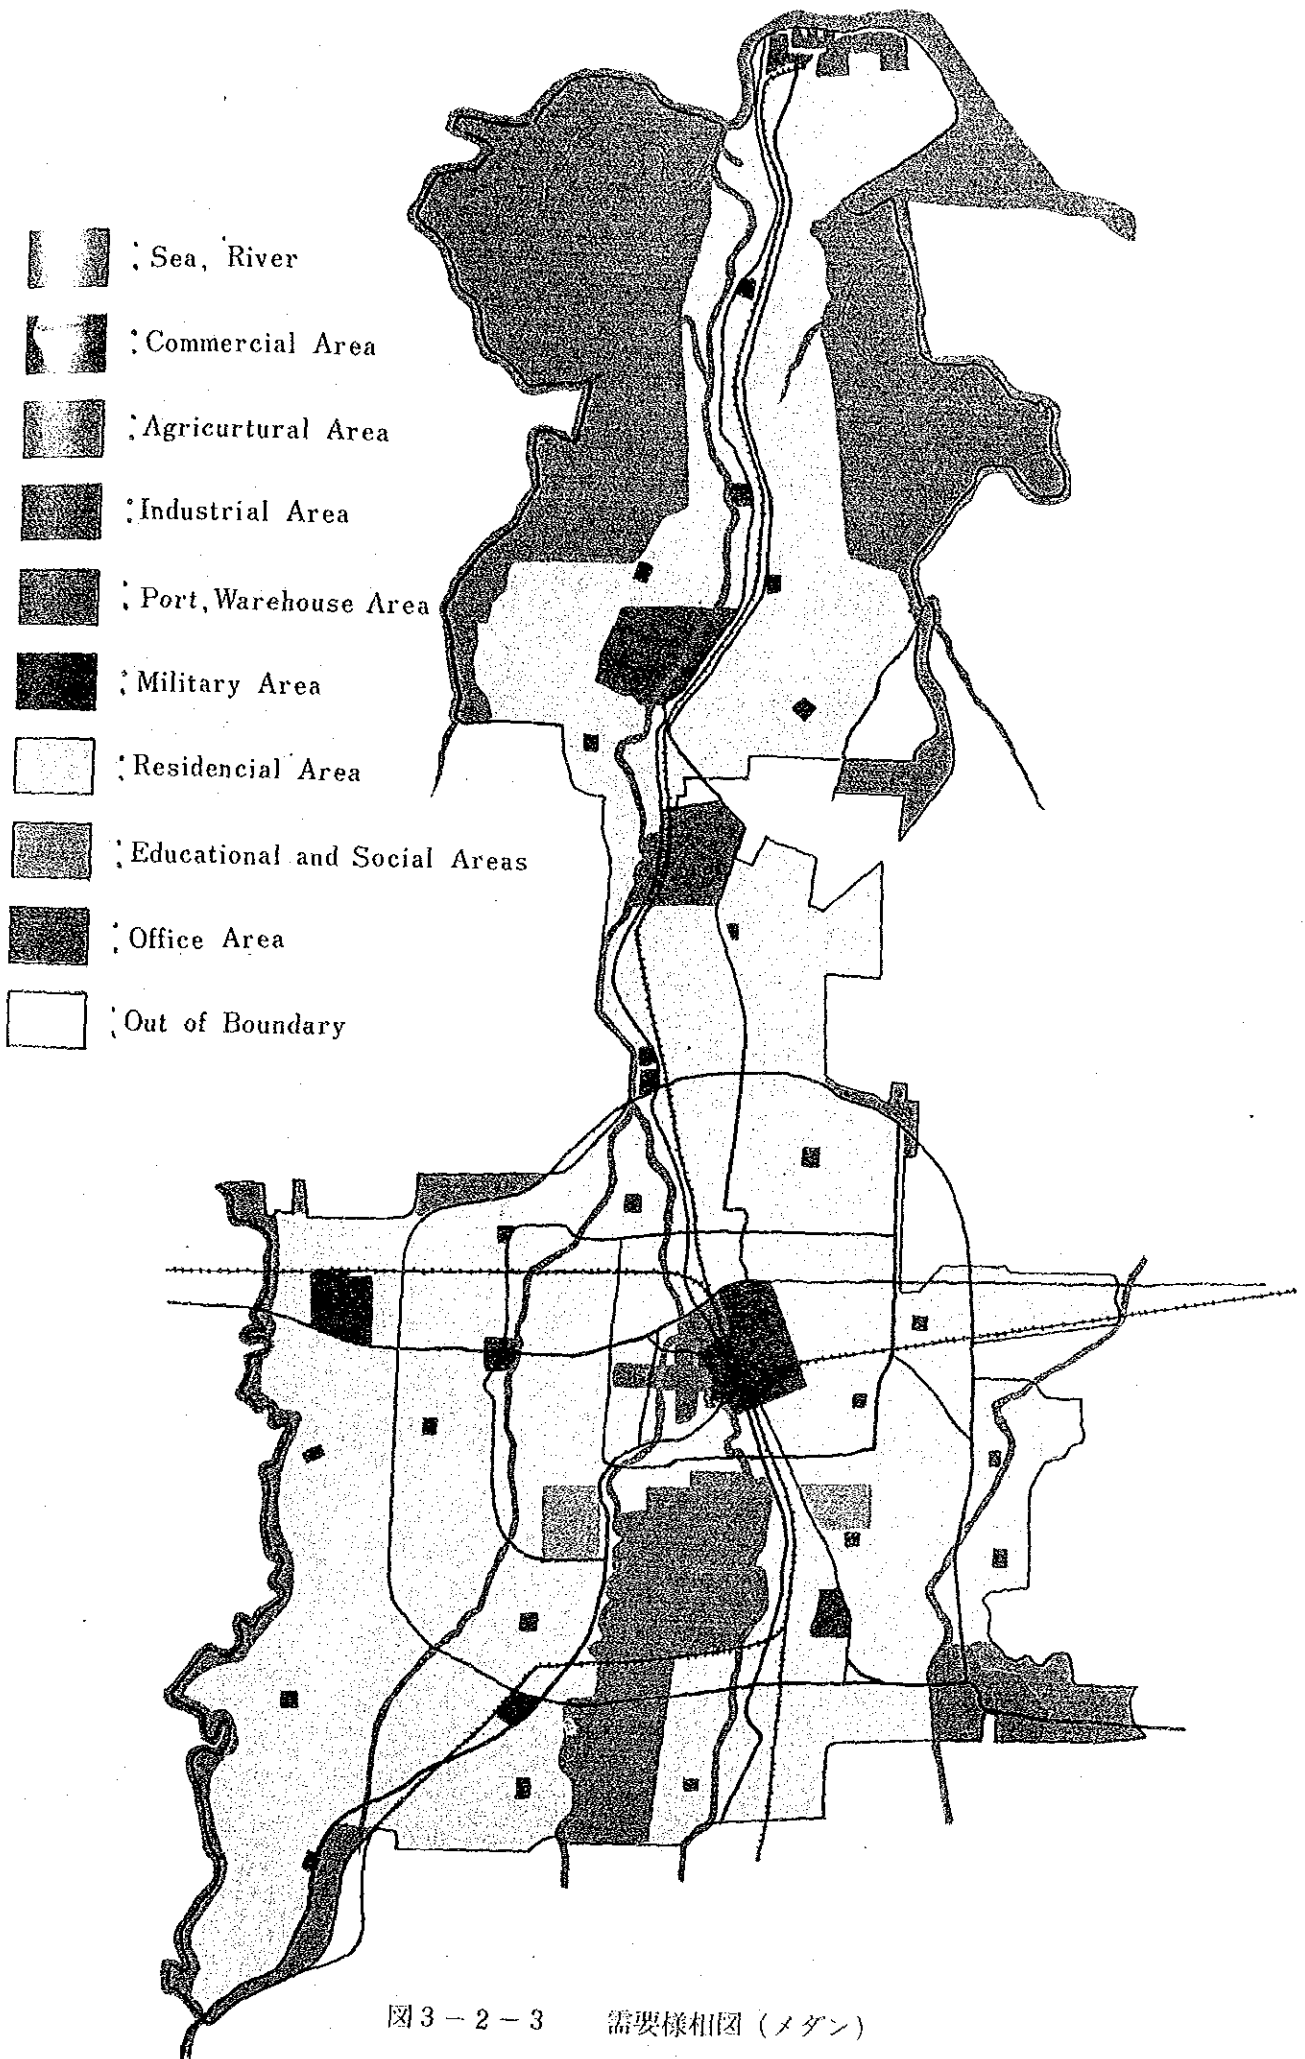 : Sea, River
: Commercial Area
: Agricurtural Area
: Industrial Area
: Port, Warehouse Area
: Military Area
: Residencial Area
: Educational and Social Areas
: Office Area
: Out of Boundary
図3-2-3 需要様相図 (メダン)